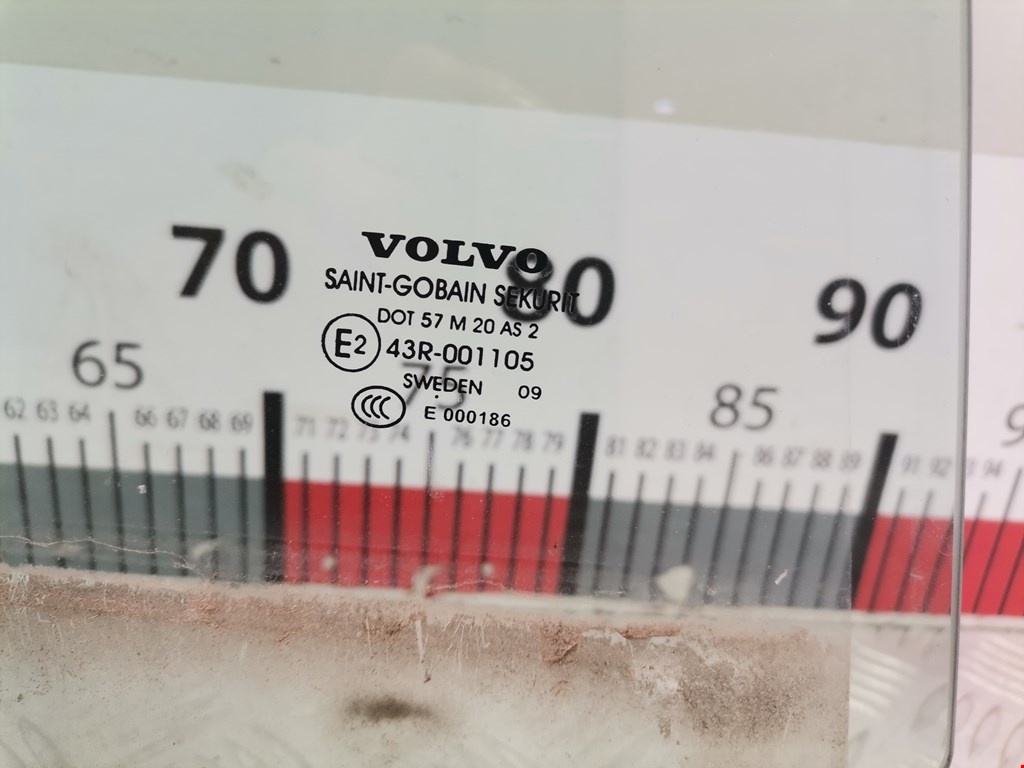 VOLVO
SAINT-GOBAIN SEKURIT
DOT 57 M 20 AS 2
E2 43R-001105
SWEDEN 09
CCC E 000186
70 80 90
65 75 85
62 63 64 66 67 68 69 71 72 73 74 76 77 78 79 81 82 83 84 86 87 88 89 91 92 94